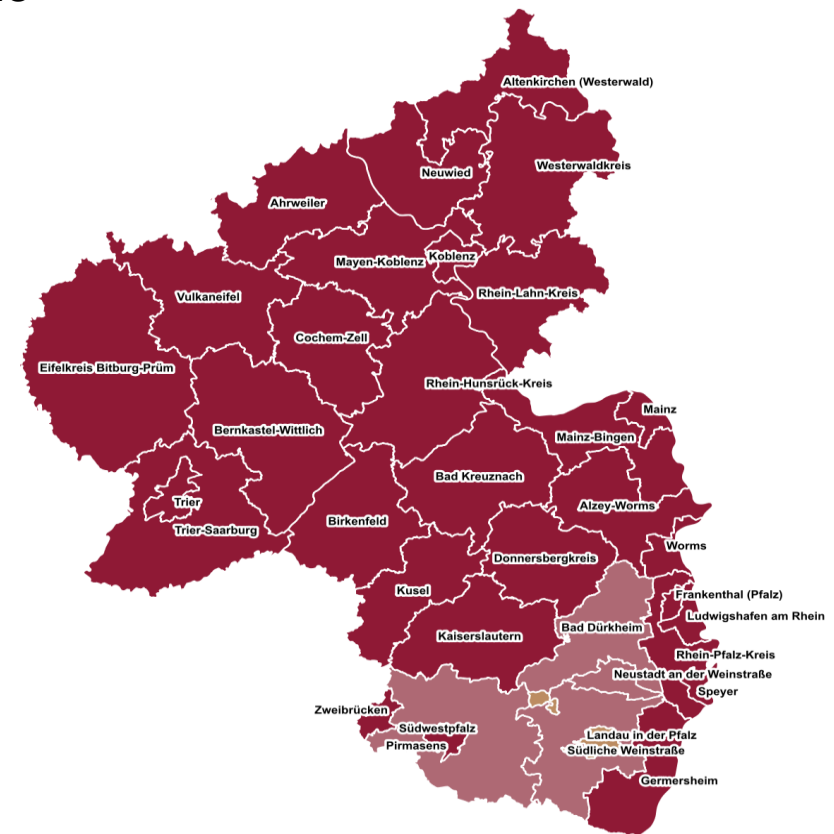 Altenkirchen (Westerwald)
Westerwaldkreis
Neuwied
Ahrweiler
Koblenz
Mayen-Koblenz
Rhein-Lahn-Kreis
Vulkaneifel
Cochem-Zell
Eifelkreis Bitburg-Prüm
Rhein-Hunsrück-Kreis
Mainz
Bernkastel-Wittlich
Mainz-Bingen
Bad Kreuznach
Trier
Alzey-Worms
Birkenfeld
Trier-Saarburg
Worms
Donnersbergkreis
Kusel
Frankenthal (Pfalz)
Ludwigshafen am Rhein
Bad Dürkheim
Kaiserslautern
Rhein-Pfalz-Kreis
Neustadt an der Weinstraße
Speyer
Zweibrücken
Südwestpfalz
Landau in der Pfalz
Pirmasens
Südliche Weinstraße
Germersheim